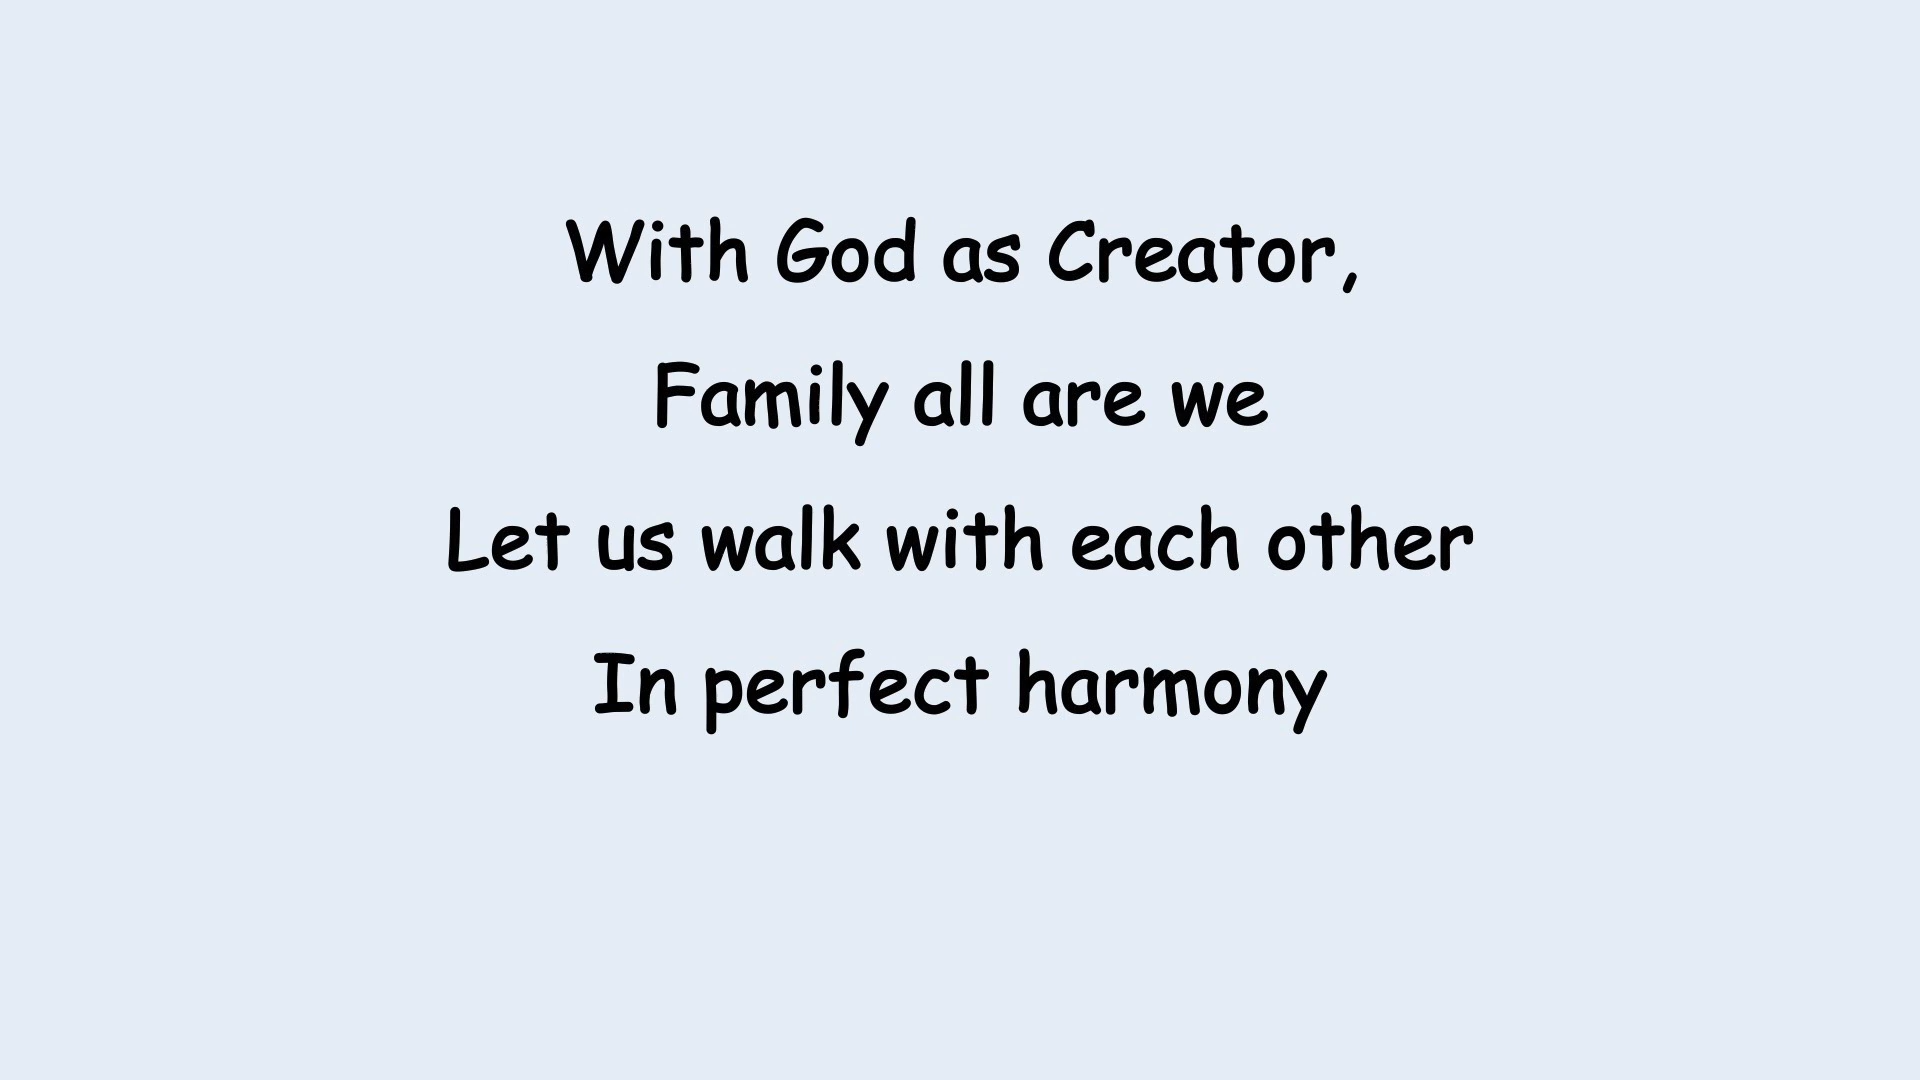 With God as Creator,
Family all are we
Let us walk with each other
In perfect harmony